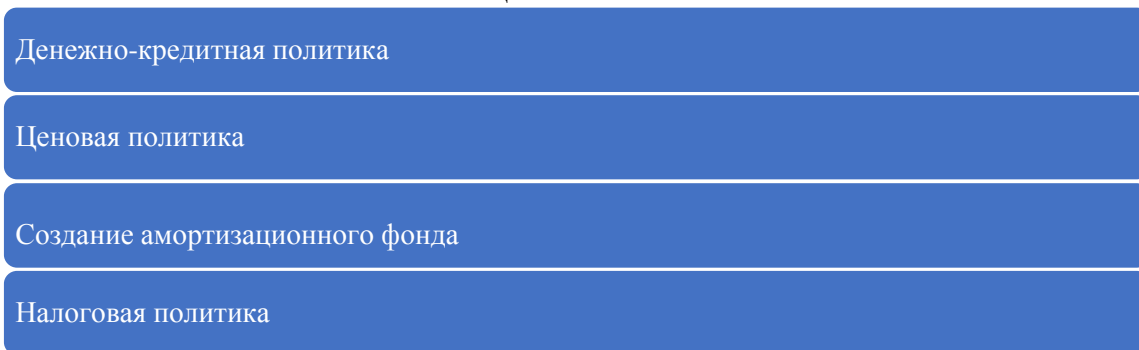 Денежно-кредитная политика
Ценовая политика
Создание амортизационного фонда
Налоговая политика